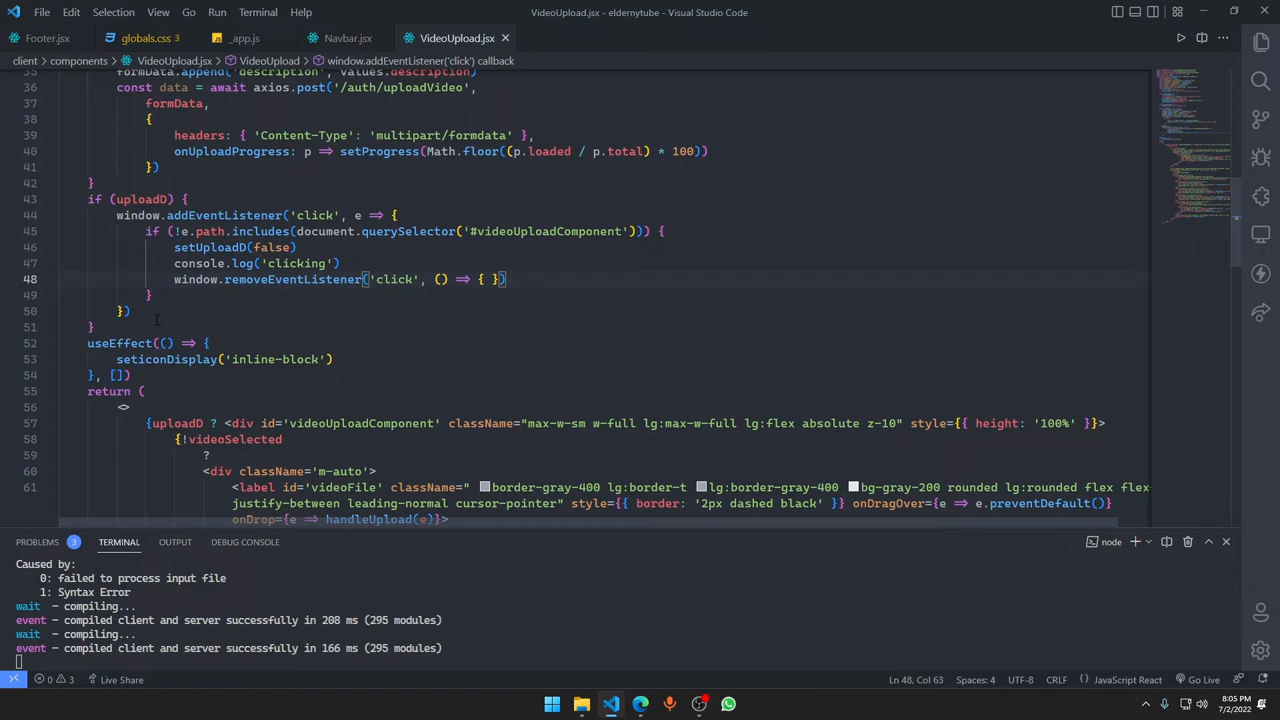 File Edit Selection View Go Run Terminal Help
VideoUpload.jsx - eldernytube - Visual Studio Code
Footer.jsx globals.css 3 _app.js Navbar.jsx VideoUpload.jsx
client > components > VideoUpload.jsx > VideoUpload > window.addEventListener('click') callback
35 formData.append('description', values.description)
36 const data = await axios.post('/auth/uploadVideo',
37 formData,
38 {
39 headers: { 'Content-Type': 'multipart/formdata' },
40 onUploadProgress: p => setProgress(Math.floor((p.loaded / p.total) * 100))
41 })
42 }
43 if (uploadD) {
44 window.addEventListener('click', e => {
45 if (!e.path.includes(document.querySelector('#videoUploadComponent'))) {
46 setUploadD(false)
47 console.log('clicking')
48 window.removeEventListener('click', () => { })
49 }
50 })
51 }
52 useEffect(() => {
53 seticonDisplay('inline-block')
54 }, [])
55 return (
56 <>
57 {uploadD ? <div id='videoUploadComponent' className="max-w-sm w-full lg:max-w-full lg:flex absolute z-10" style={{ height: '100%' }}>
58 {!videoSelected
59 ?
60 <div className='m-auto'>
61 <label id='videoFile' className=" border-gray-400 lg:border-t lg:border-gray-400 bg-gray-200 rounded lg:rounded flex flex-
justify-between leading-normal cursor-pointer" style={{ border: '2px dashed black' }} onDragOver={e => e.preventDefault()}
onDrop={e => handleUpload(e)}>
PROBLEMS 3 TERMINAL OUTPUT DEBUG CONSOLE
node
Caused by:
0: failed to process input file
1: Syntax Error
wait - compiling...
event - compiled client and server successfully in 208 ms (295 modules)
wait - compiling...
event - compiled client and server successfully in 166 ms (295 modules)
0 3 Live Share
Ln 48, Col 63 Spaces: 4 UTF-8 CRLF { } JavaScript React Go Live
8:05 PM
7/2/2022